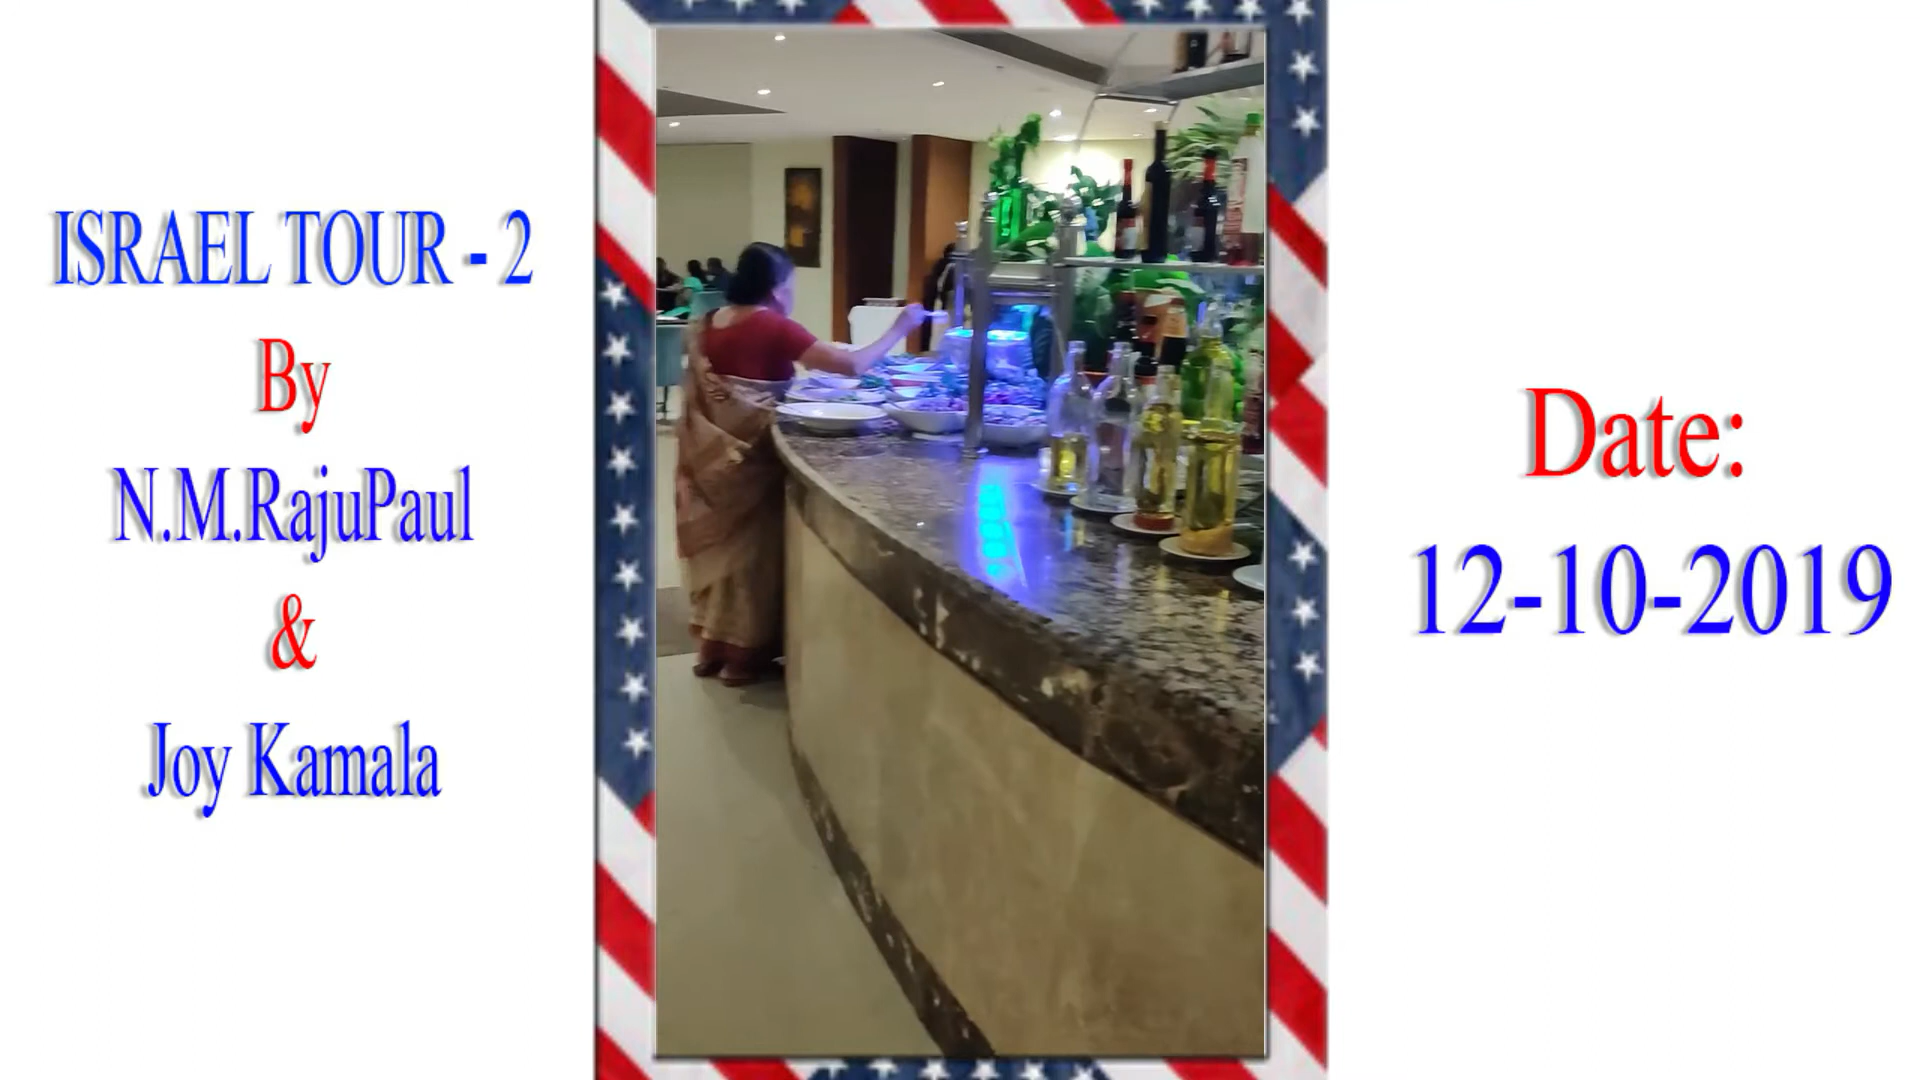 ISRAEL TOUR - 2
By
N.M.RajuPaul
&
Joy Kamala
Date:
12-10-2019